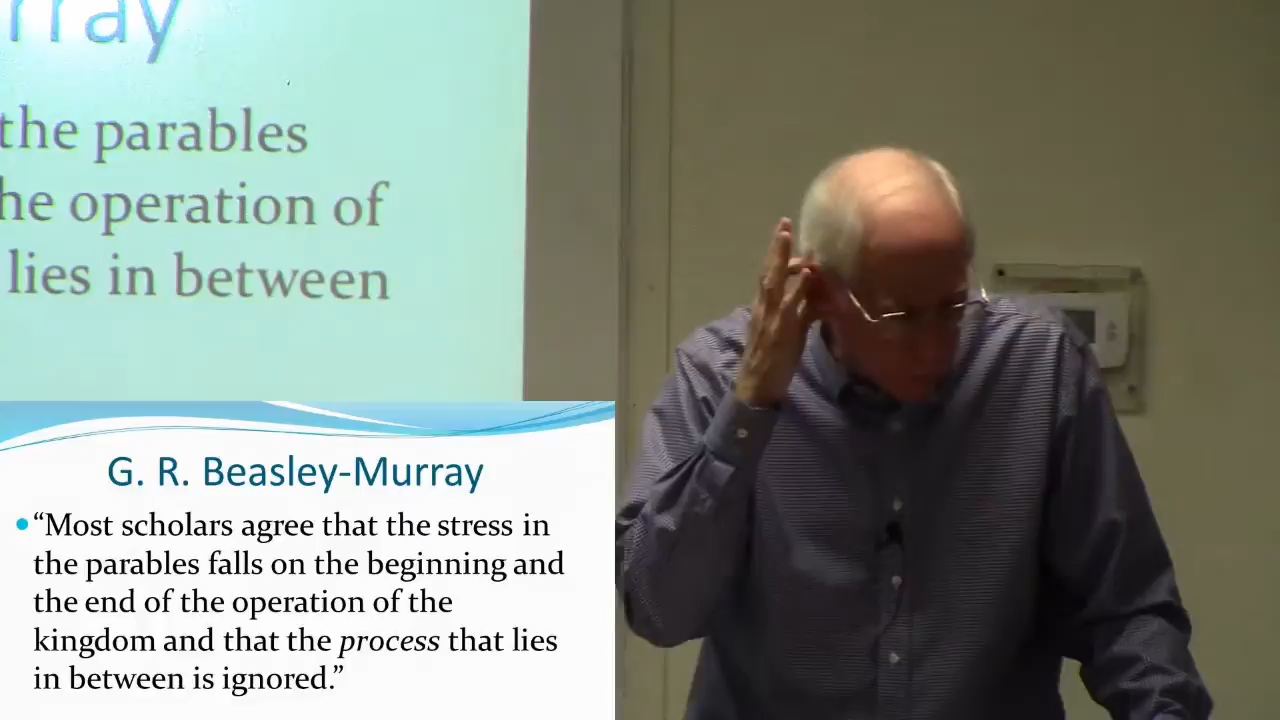 rray
the parables
he operation of
lies in between
G. R. Beasley-Murray
• “Most scholars agree that the stress in
the parables falls on the beginning and
the end of the operation of the
kingdom and that the process that lies
in between is ignored.”